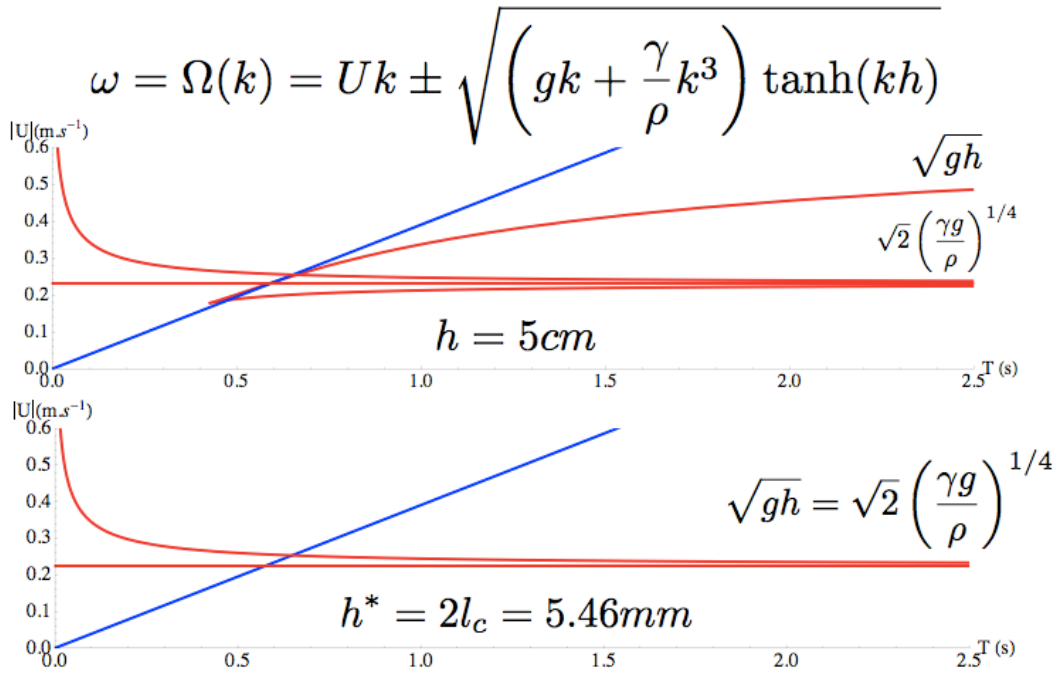 ω = Ω(k) = Uk ± √((gk + γ/ρ k³) tanh(kh))
|U|(m.s⁻¹)
0.6
0.5
0.4
0.3
0.2
0.1
0.0
√gh
√2 (γg/ρ)^1/4
h = 5cm
0.0 0.5 1.0 1.5 2.0 2.5 T (s)
|U|(m.s⁻¹)
0.6
0.5
0.4
0.3
0.2
0.1
0.0
√gh = √2 (γg/ρ)^1/4
h* = 2l_c = 5.46mm
0.0 0.5 1.0 1.5 2.0 2.5 T (s)